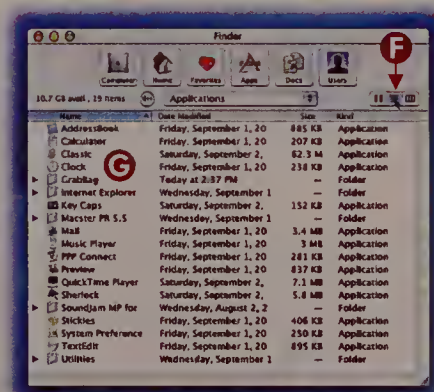 Finder
F
Computer Home Favorites Apps Docs Users
10.7 GB avail, 19 items Applications
Name Date Modified Size Kind
AddressBook Friday, September 1, 20 885 KB Application
Calculator Friday, September 1, 20 207 KB Application
Classic Saturday, September 2, 62.3 M Application
G
Clock Friday, September 1, 20 238 KB Application
GrabBag Today at 2:37 PM — Folder
Internet Explorer Wednesday, September 1 — Folder
Key Caps Saturday, September 2, 152 KB Application
Macster PR 5.5 Wednesday, September 1 — Folder
Mail Friday, September 1, 20 3.4 MB Application
Music Player Friday, September 1, 20 3 MB Application
PPP Connect Friday, September 1, 20 281 KB Application
Preview Friday, September 1, 20 837 KB Application
QuickTime Player Saturday, September 2, 7.1 MB Application
Sherlock Saturday, September 2, 5.8 MB Application
SoundJam MP for Wednesday, August 2, 2 — Folder
Stickies Friday, September 1, 20 406 KB Application
System Preference Friday, September 1, 20 250 KB Application
TextEdit Friday, September 1, 20 895 KB Application
Utilities Wednesday, September 1 — Folder